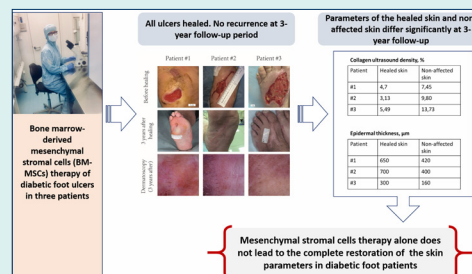 All ulcers healed. No recurrence at 3-
year follow-up period
Patient #1
Patient #2
Patient #3
Before healing
3 years after
healing
Dermatoscopy
(3 years after)
Bone marrow-
derived
mesenchymal
stromal cells (BM-
MSCs) therapy of
diabetic foot ulcers
in three patients
Parameters of the healed skin and non-
affected skin differ significantly at 3-
year follow-up
Collagen ultrasound density, %
Patient Healed skin Non-affected
skin
#1 4,7 7,45
#2 3,13 9,80
#3 5,49 13,73
Epidermal thickness, μm
Patient Healed skin Non-affected
skin
#1 650 420
#2 700 400
#3 300 160
Mesenchymal stromal cells therapy alone does
not lead to the complete restoration of the skin
parameters in diabetic foot patients